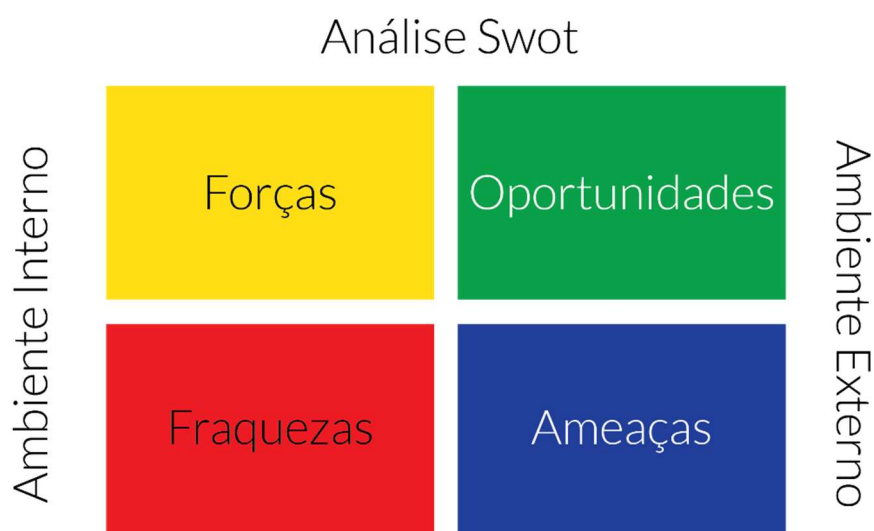 Análise Swot
Ambiente Interno
Forças
Oportunidades
Fraquezas
Ameaças
Ambiente Externo